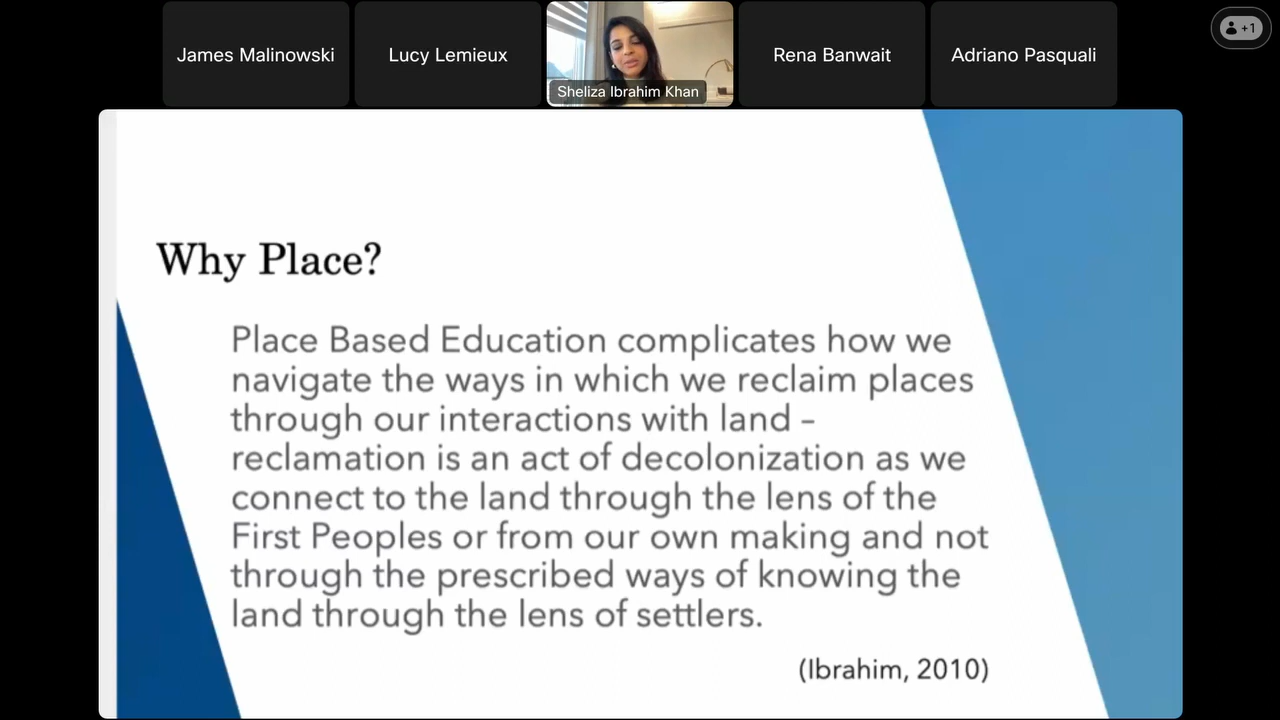 James Malinowski
Lucy Lemieux
Sheliza Ibrahim Khan
Rena Banwait
Adriano Pasquali
+1
Why Place?
Place Based Education complicates how we
navigate the ways in which we reclaim places
through our interactions with land –
reclamation is an act of decolonization as we
connect to the land through the lens of the
First Peoples or from our own making and not
through the prescribed ways of knowing the
land through the lens of settlers.
(Ibrahim, 2010)